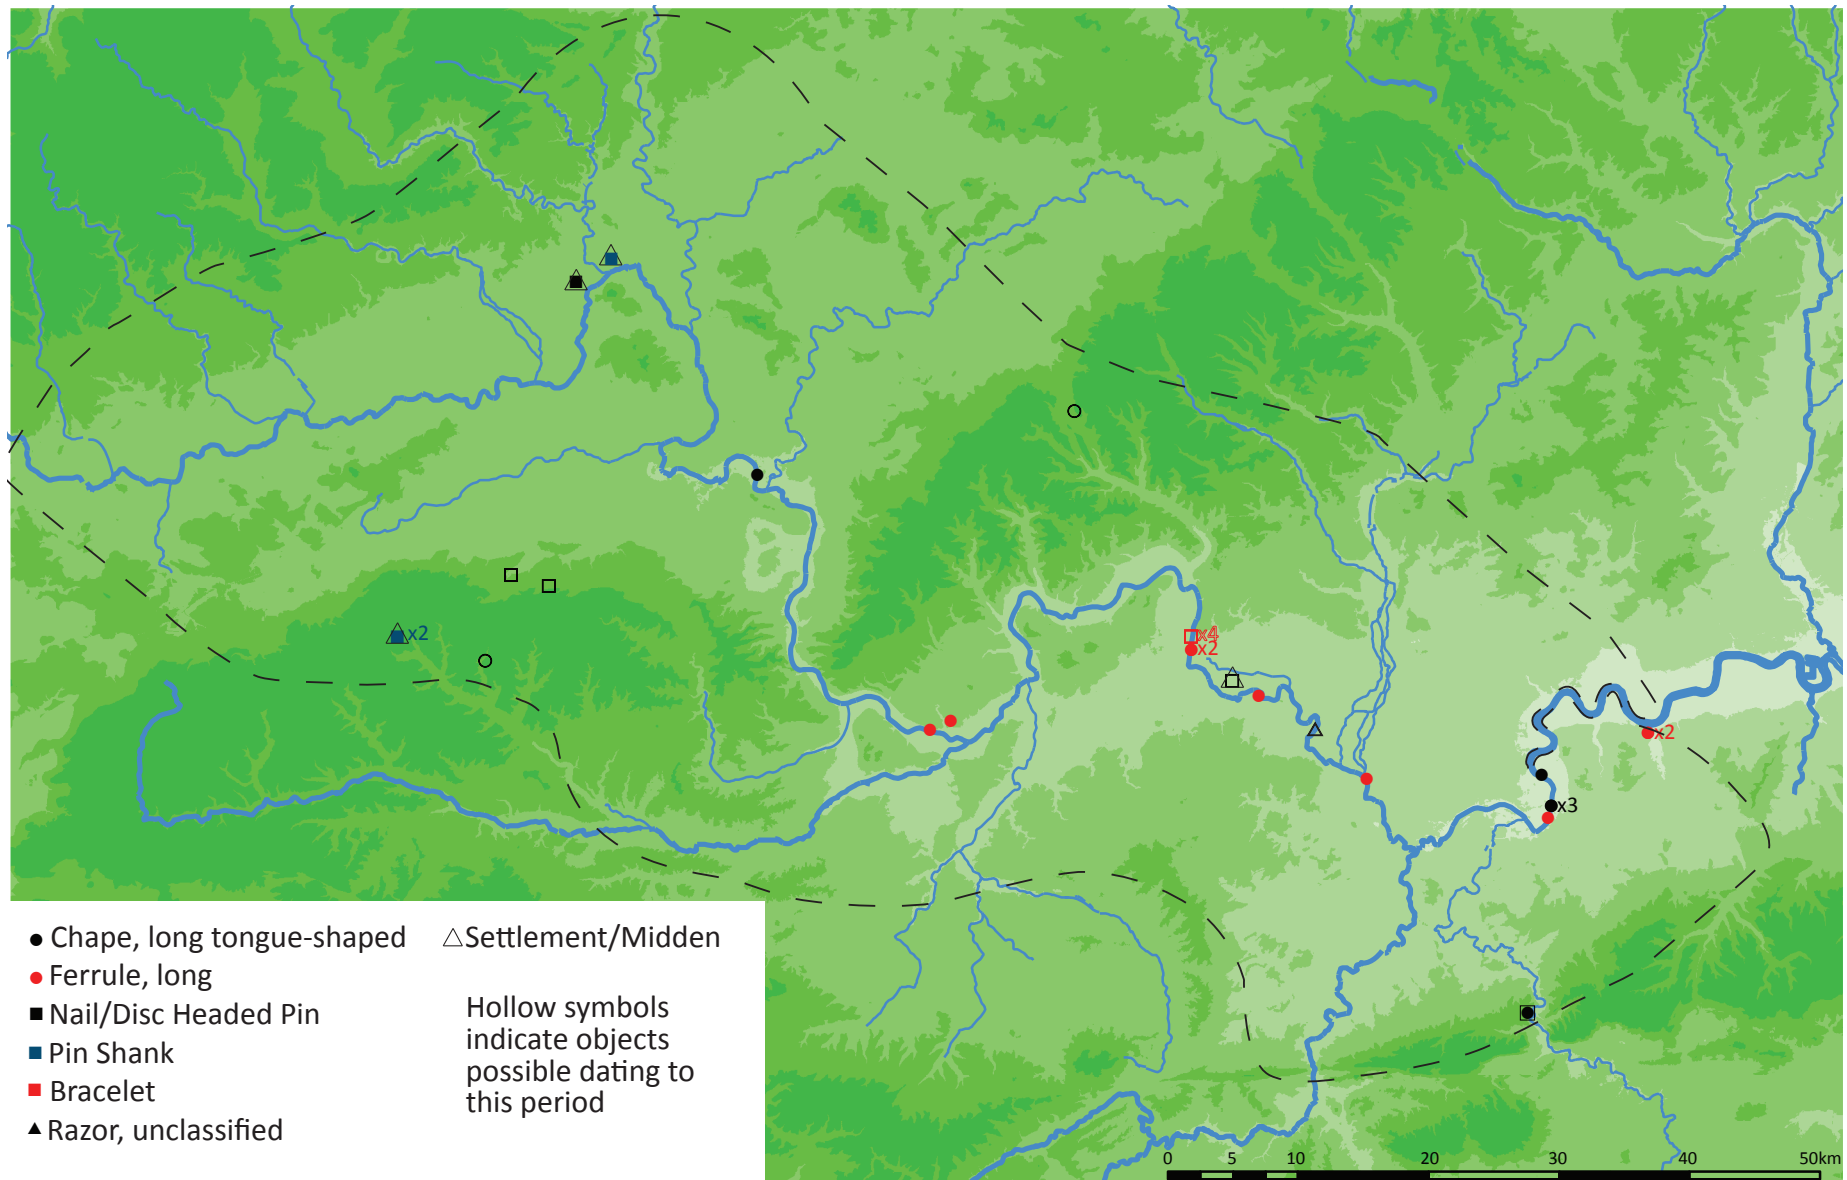 x2
x4
x2
x2
x3
Chape, long tongue-shaped
Ferrule, long
Nail/Disc Headed Pin
Pin Shank
Bracelet
Razor, unclassified
Settlement/Midden
Hollow symbols
indicate objects
possible dating to
this period
0 5 10 20 30 40 50km